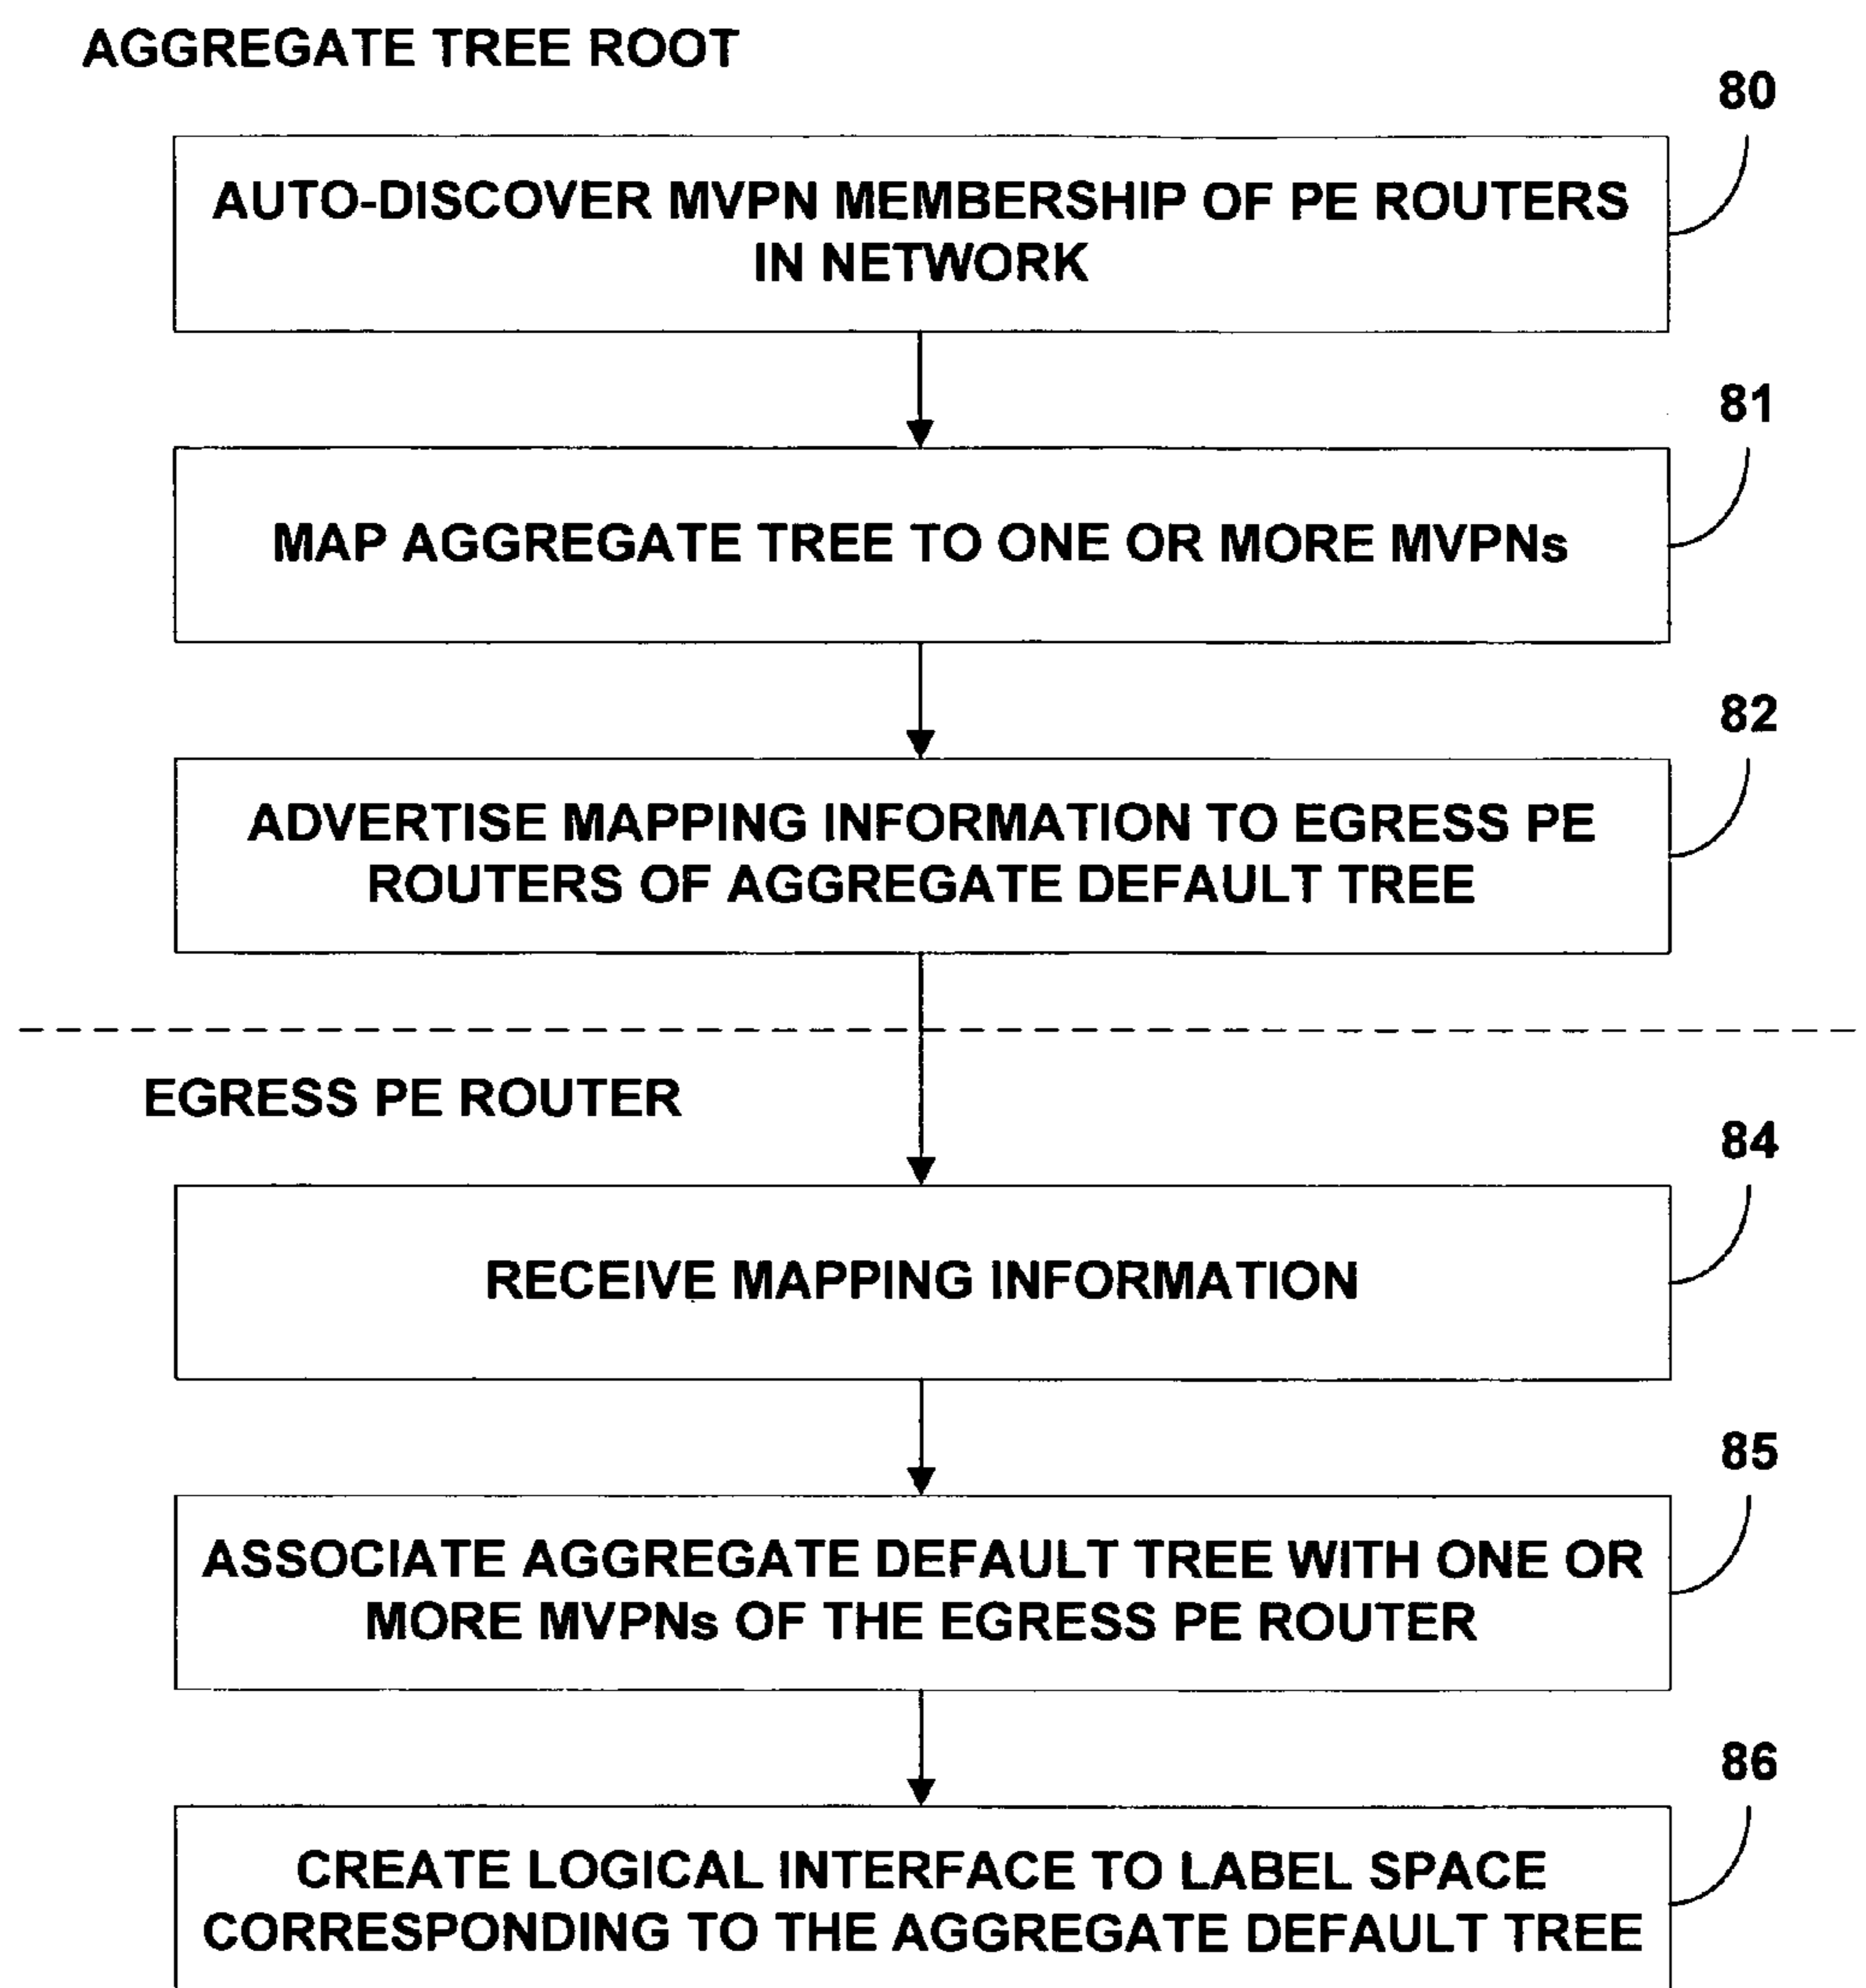 AGGREGATE TREE ROOT
80
AUTO-DISCOVER MVPN MEMBERSHIP OF PE ROUTERS
IN NETWORK
81
MAP AGGREGATE TREE TO ONE OR MORE MVPNs
82
ADVERTISE MAPPING INFORMATION TO EGRESS PE
ROUTERS OF AGGREGATE DEFAULT TREE
EGRESS PE ROUTER
84
RECEIVE MAPPING INFORMATION
85
ASSOCIATE AGGREGATE DEFAULT TREE WITH ONE OR
MORE MVPNs OF THE EGRESS PE ROUTER
86
CREATE LOGICAL INTERFACE TO LABEL SPACE
CORRESPONDING TO THE AGGREGATE DEFAULT TREE